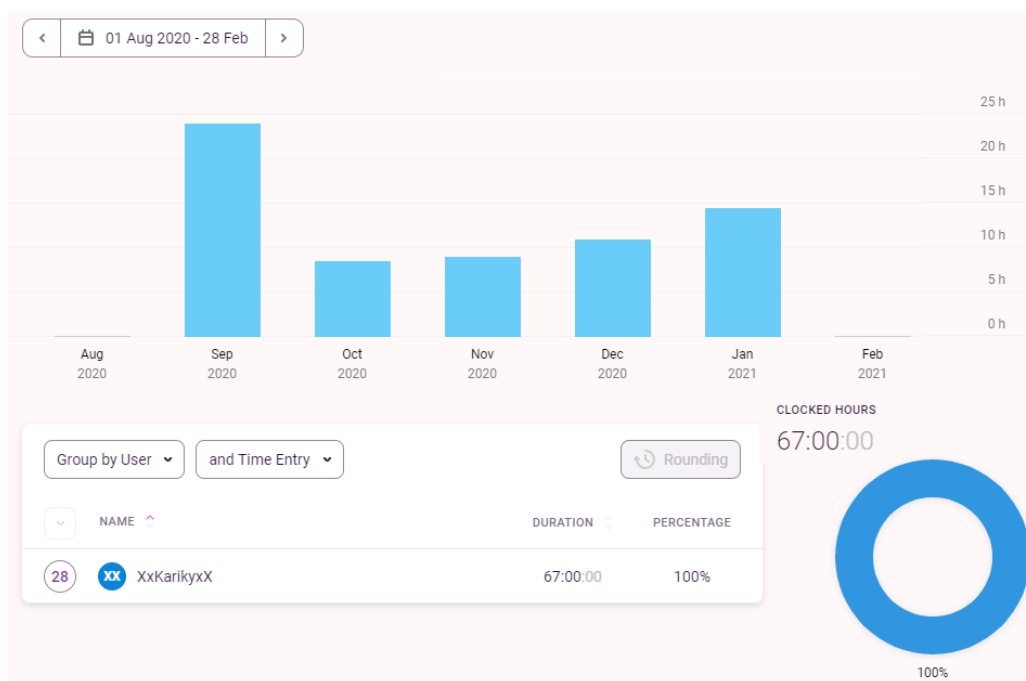 01 Aug 2020 - 28 Feb
25 h
20 h
15 h
10 h
5 h
0 h
Aug Sep Oct Nov Dec Jan Feb
2020 2020 2020 2020 2020 2021 2021
CLOCKED HOURS
67:00:00
Group by User and Time Entry Rounding
NAME DURATION PERCENTAGE
28 XX XxKarikyxX 67:00:00 100%
100%